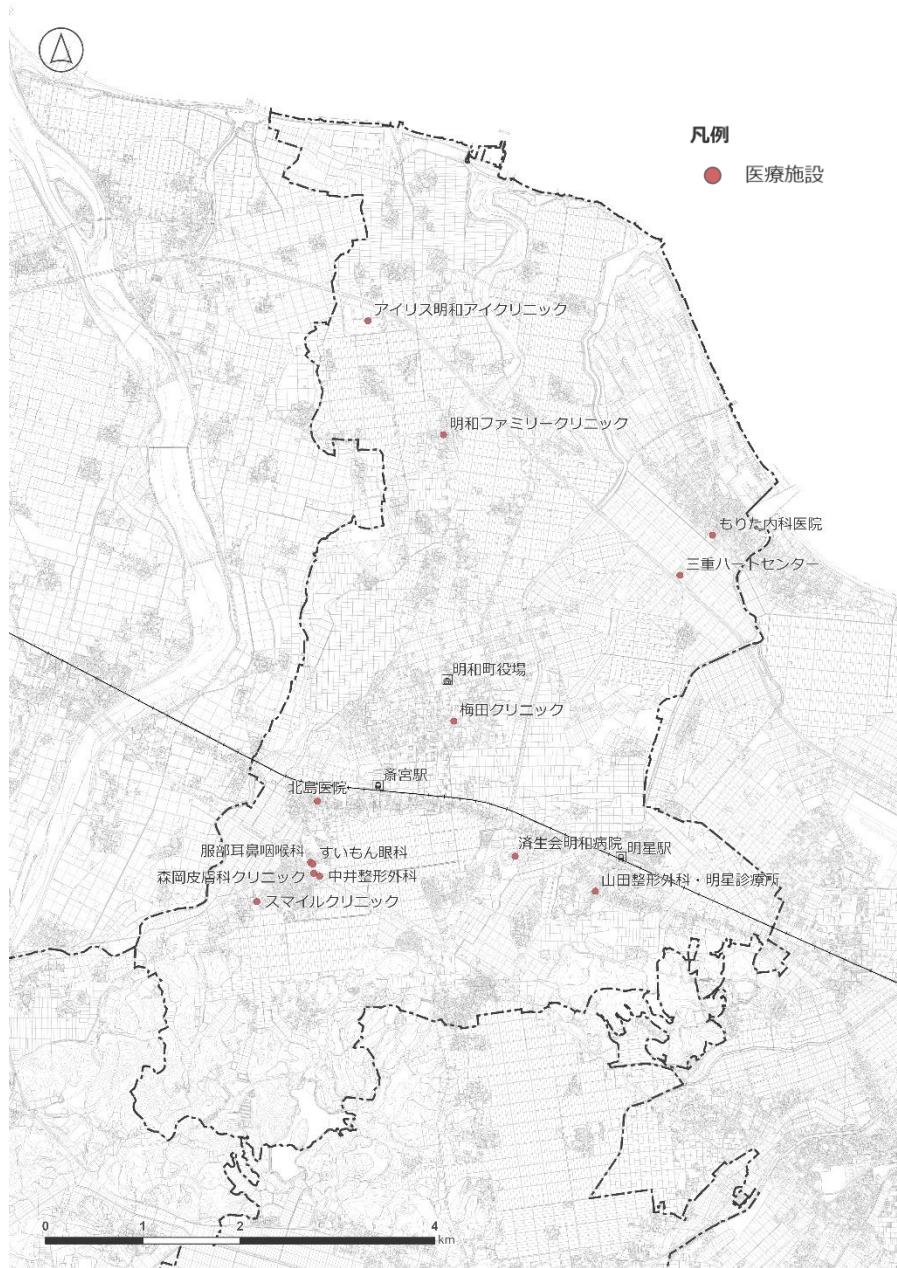 凡例
医療施設
アイリス明和アイクリニック
明和ファミリークリニック
もりた内科医院
三重ハートセンター
明和町役場
梅田クリニック
斎宮駅
北島医院
済生会明和病院
明星駅
服部耳鼻咽喉科
すいもん眼科
森岡皮膚科クリニック
中井整形外科
山田整形外科・明星診療所
スマイルクリニック
0 1 2 4
km